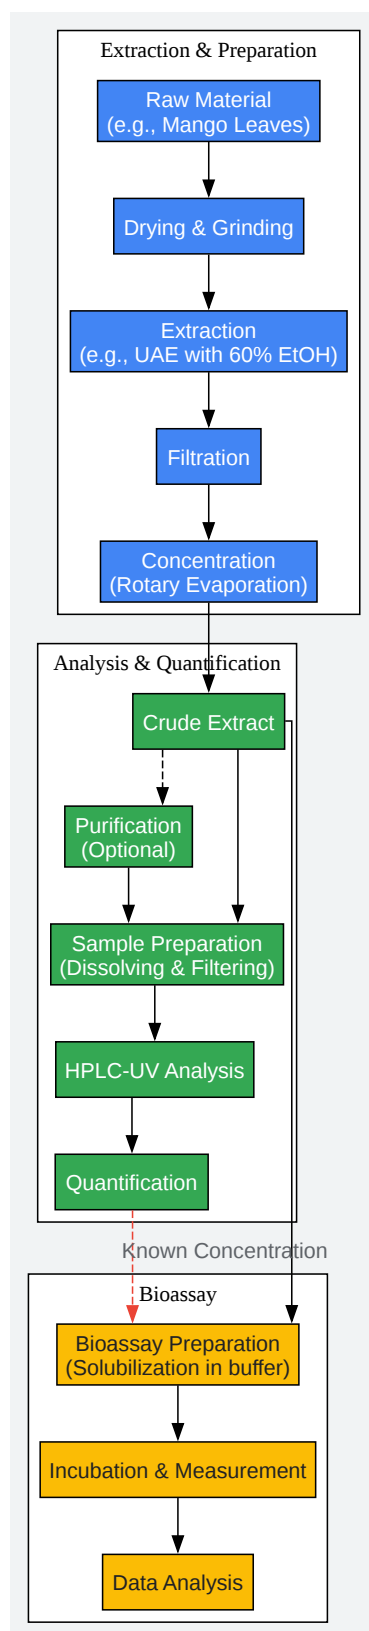 Extraction & Preparation
Raw Material
(e.g., Mango Leaves)
Drying & Grinding
Extraction
(e.g., UAE with 60% EtOH)
Filtration
Concentration
(Rotary Evaporation)
Analysis & Quantification
Crude Extract
Purification
(Optional)
Sample Preparation
(Dissolving & Filtering)
HPLC-UV Analysis
Quantification
Known Concentration
Bioassay
Bioassay Preparation
(Solubilization in buffer)
Incubation & Measurement
Data Analysis